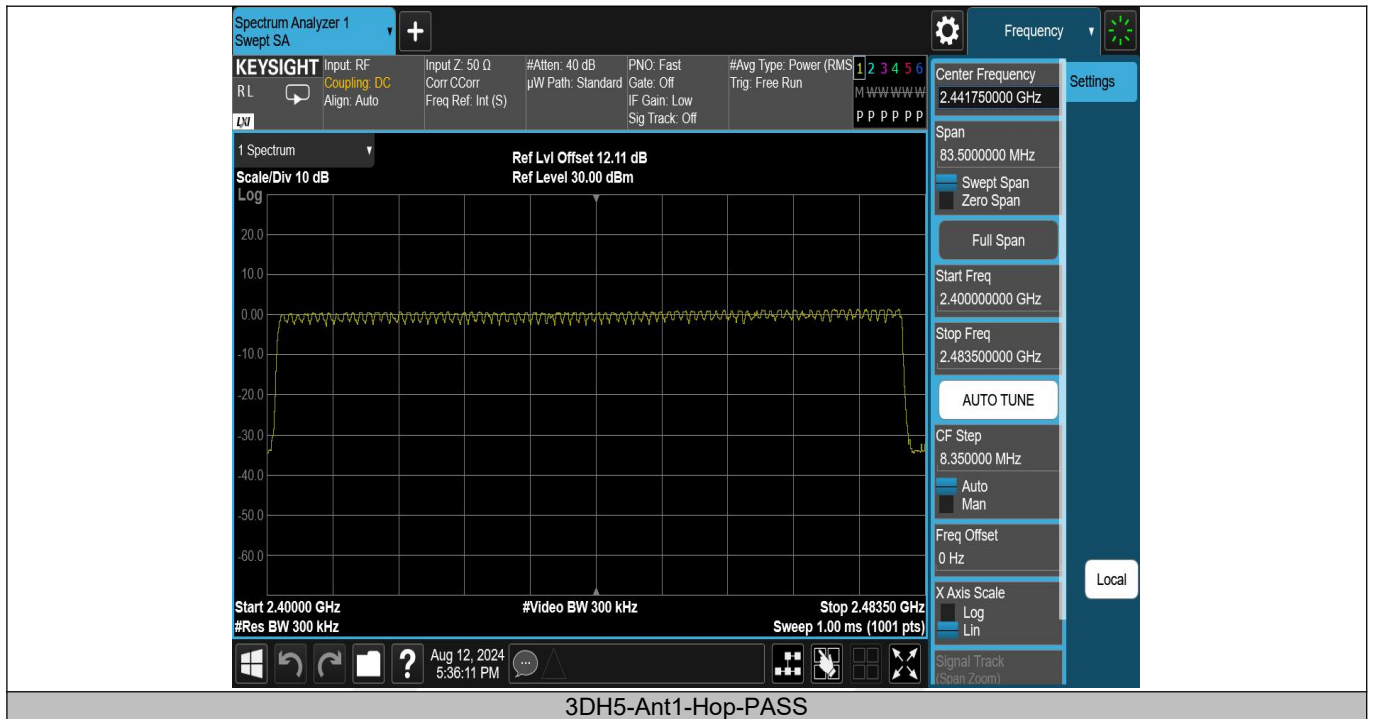 Spectrum Analyzer 1
Swept SA
Frequency
KEYSIGHT
RL
LXI
Input: RF
Coupling: DC
Align: Auto
Input Z: 50 Ω
Corr CCorr
Freq Ref: Int (S)
#Atten: 40 dB
µW Path: Standard
PNO: Fast
Gate: Off
IF Gain: Low
Sig Track: Off
#Avg Type: Power (RMS
Trig: Free Run
1 2 3 4 5 6
M W W W W W
P P P P P P
1 Spectrum
Scale/Div 10 dB
Ref Lvl Offset 12.11 dB
Ref Level 30.00 dBm
Log
20.0
10.0
0.00
-10.0
-20.0
-30.0
-40.0
-50.0
-60.0
Start 2.40000 GHz
#Res BW 300 kHz
#Video BW 300 kHz
Stop 2.48350 GHz
Sweep 1.00 ms (1001 pts)
Center Frequency
2.441750000 GHz
Settings
Span
83.5000000 MHz
Swept Span
Zero Span
Full Span
Start Freq
2.400000000 GHz
Stop Freq
2.483500000 GHz
AUTO TUNE
CF Step
8.350000 MHz
Auto
Man
Freq Offset
0 Hz
X Axis Scale
Log
Lin
Local
Signal Track
(Span Zoom)
?
Aug 12, 2024
5:36:11 PM
3DH5-Ant1-Hop-PASS